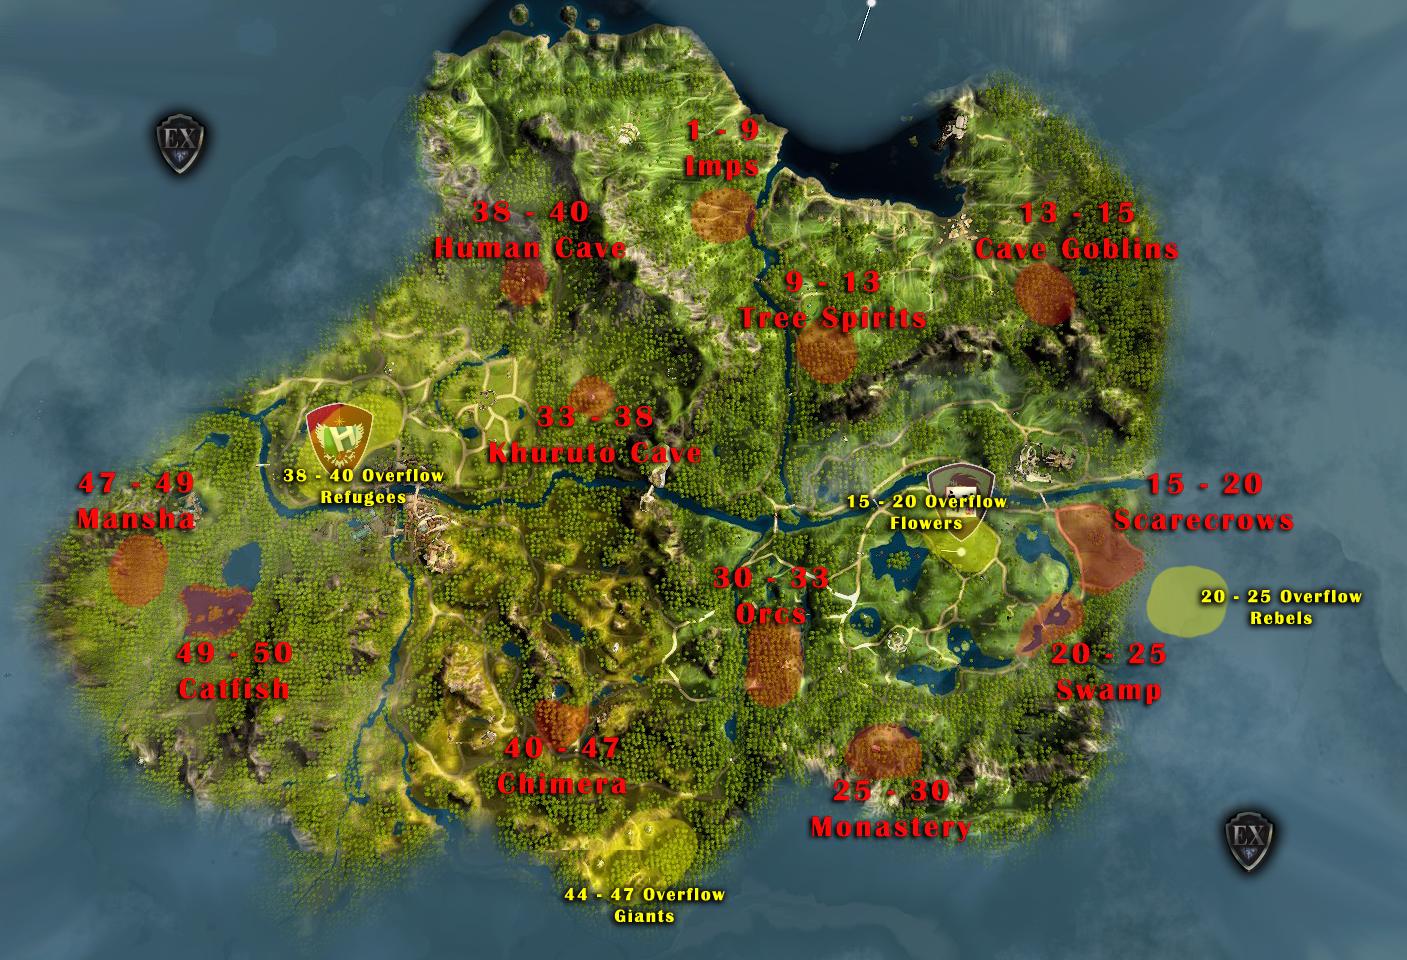 EX
1 - 9
Imps
38 - 40
Human Cave
13 - 15
Cave Goblins
9 - 13
Tree Spirits
33 - 38
Khuruto Cave
38 - 40 Overflow
Refugees
47 - 49
Mansha
15 - 20 Overflow
Flowers
15 - 20
Scarecrows
30 - 33
Orcs
20 - 25 Overflow
Rebels
49 - 50
Catfish
20 - 25
Swamp
40 - 47
Chimera
25 - 30
Monastery
EX
44 - 47 Overflow
Giants
H